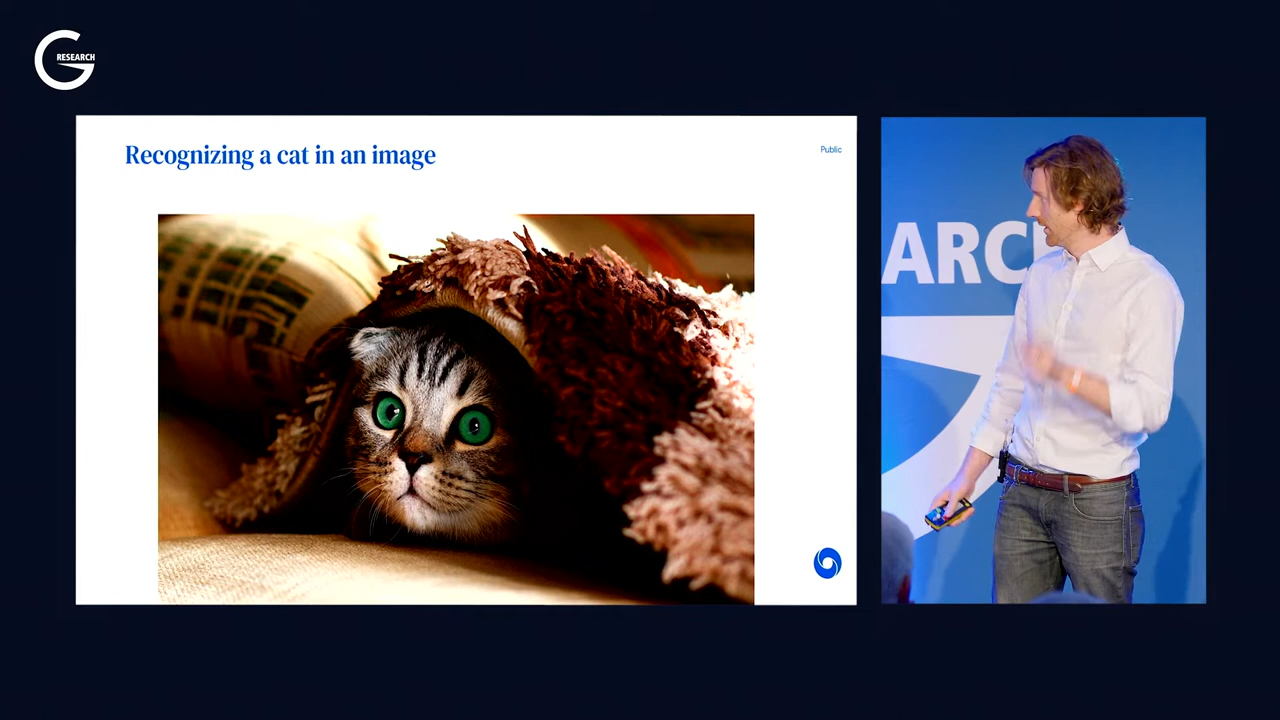 G
RESEARCH
Recognizing a cat in an image
Public
ARC